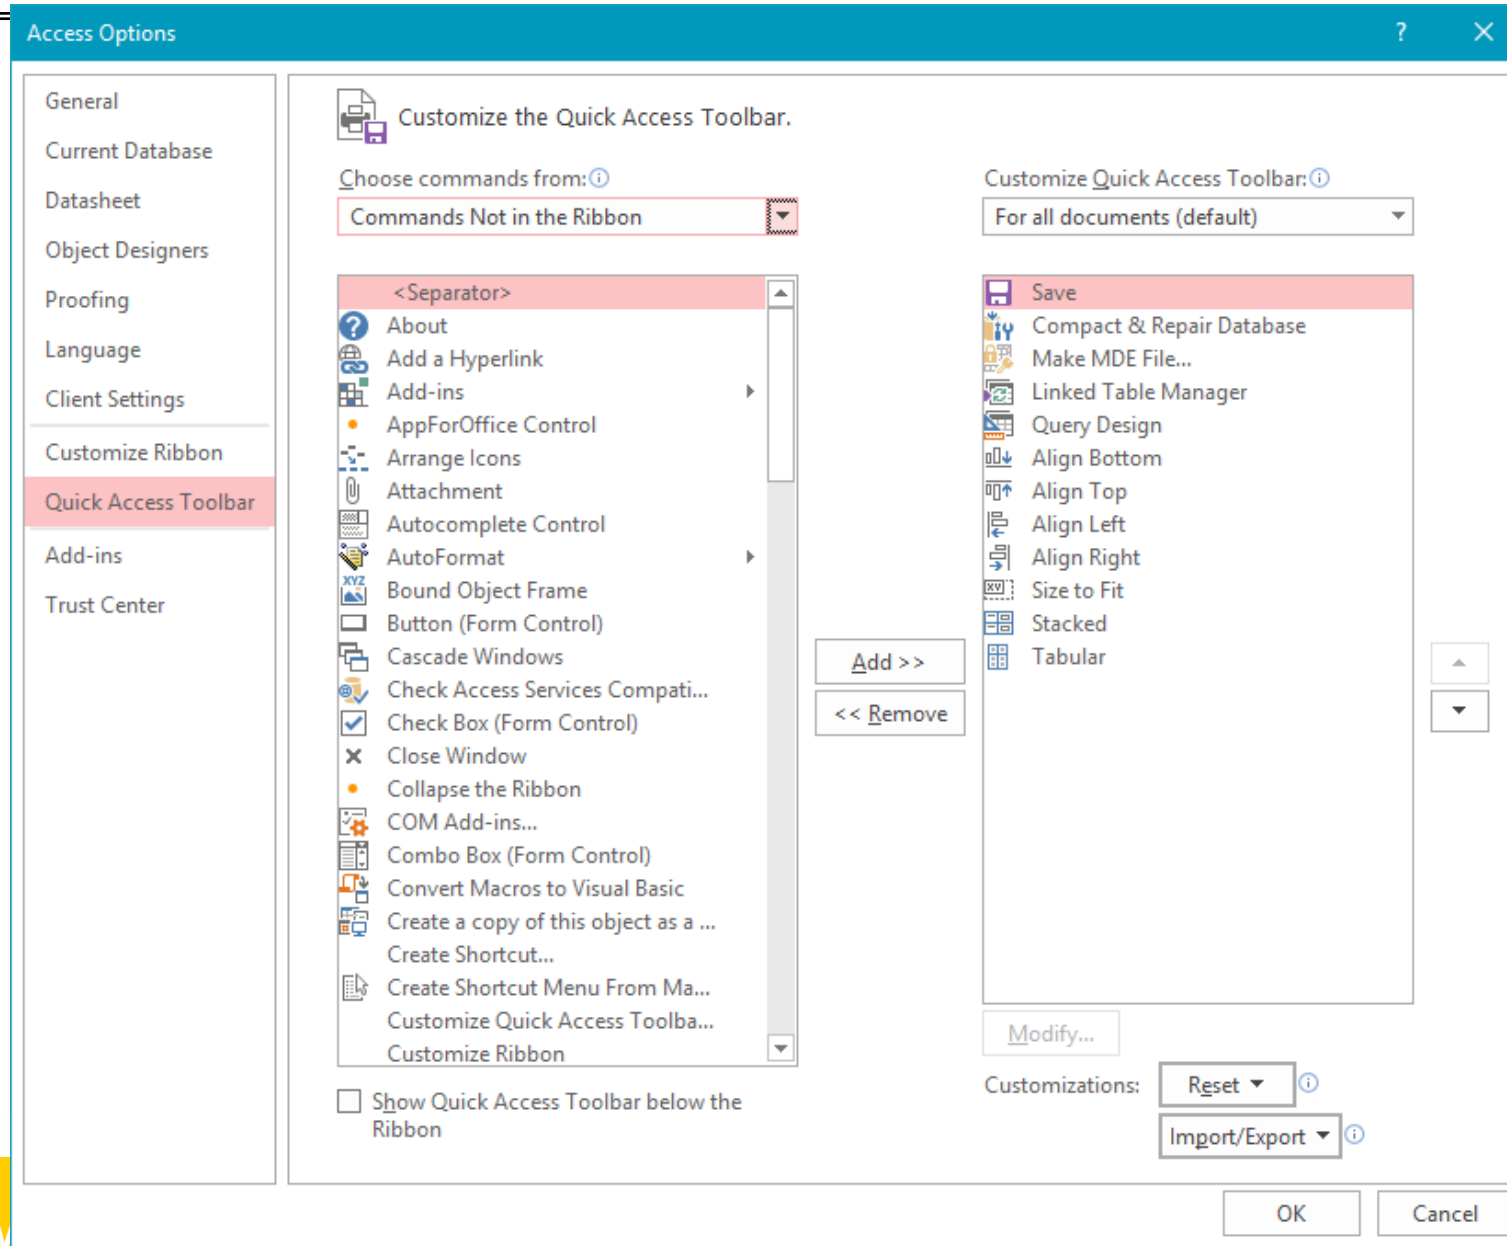 Access Options
?
General
Current Database
Datasheet
Object Designers
Proofing
Language
Client Settings
Customize Ribbon
Quick Access Toolbar
Add-ins
Trust Center
Customize the Quick Access Toolbar.
Choose commands from:
Commands Not in the Ribbon
<Separator>
About
Add a Hyperlink
Add-ins
AppForOffice Control
Arrange Icons
Attachment
Autocomplete Control
AutoFormat
XYZ
Bound Object Frame
Button (Form Control)
Cascade Windows
Check Access Services Compati...
Check Box (Form Control)
Close Window
Collapse the Ribbon
COM Add-ins...
Combo Box (Form Control)
Convert Macros to Visual Basic
Create a copy of this object as a ...
Create Shortcut...
Create Shortcut Menu From Ma...
Customize Quick Access Toolba...
Customize Ribbon
Show Quick Access Toolbar below the
Ribbon
Add >>
<< Remove
Customize Quick Access Toolbar:
For all documents (default)
Save
Compact & Repair Database
Make MDE File...
Linked Table Manager
Query Design
Align Bottom
Align Top
Align Left
Align Right
XY
Size to Fit
Stacked
Tabular
Modify...
Customizations:
Reset
Import/Export
OK
Cancel